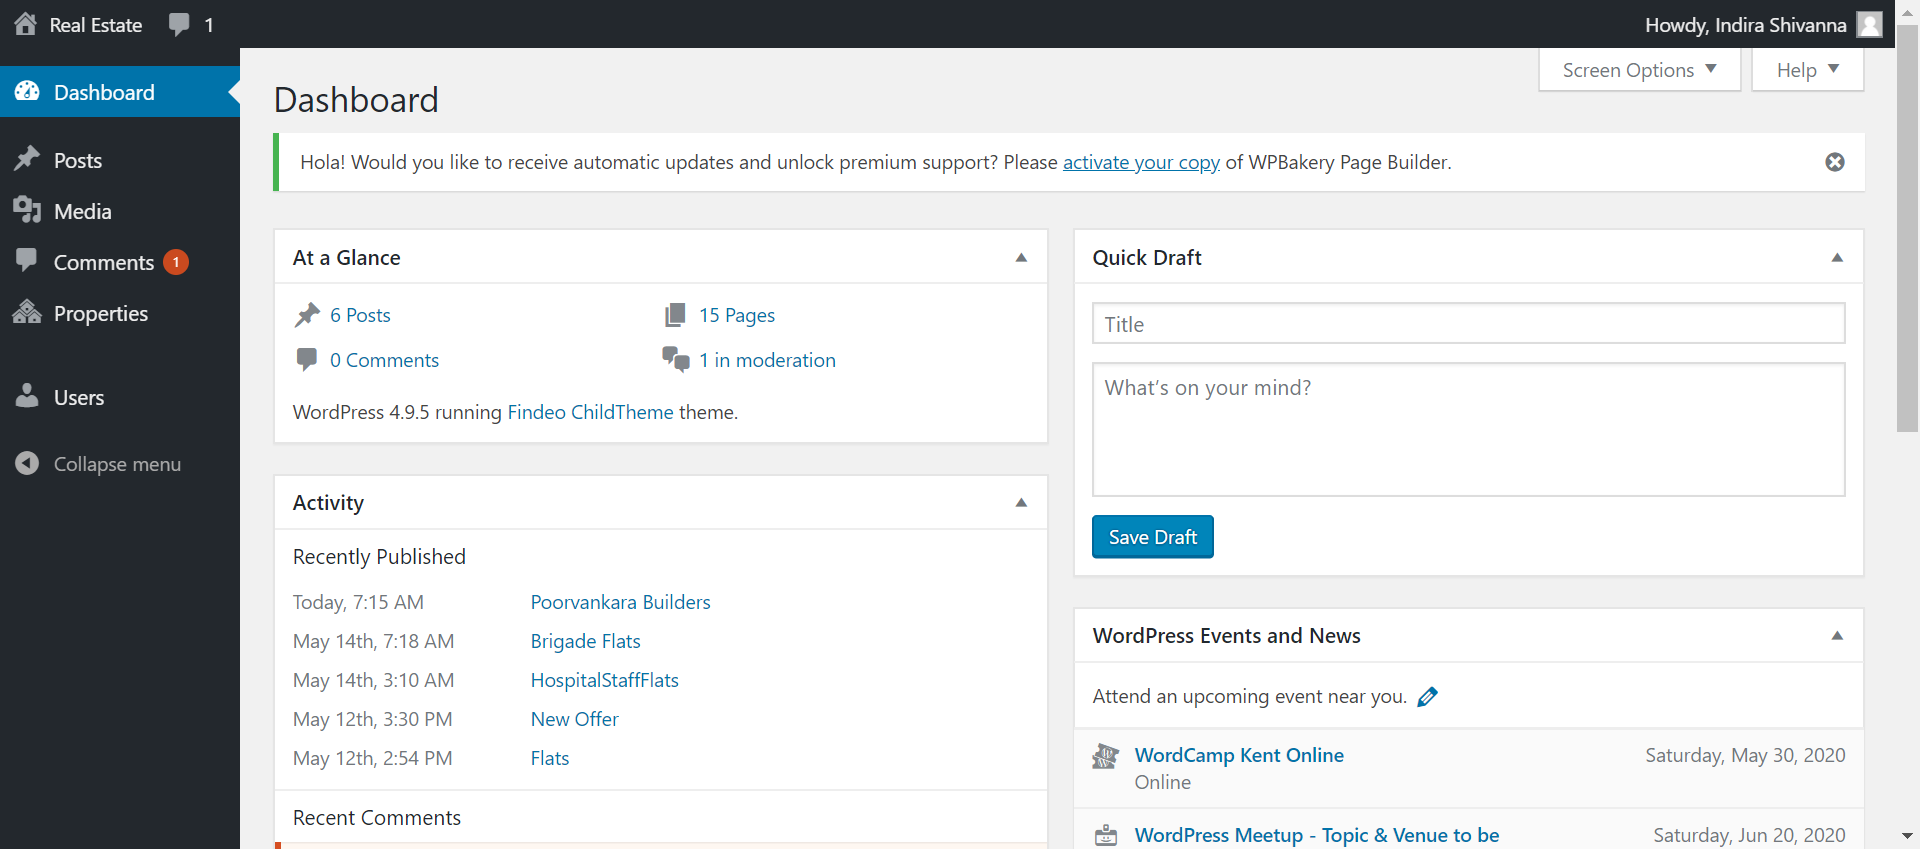 Real Estate
1
Howdy, Indira Shivanna
Dashboard
Posts
Media
Comments 1
Properties
Users
Collapse menu
Screen Options
Help
Dashboard
Hola! Would you like to receive automatic updates and unlock premium support? Please activate your copy of WPBakery Page Builder.
At a Glance
6 Posts
15 Pages
0 Comments
1 in moderation
WordPress 4.9.5 running Findeo ChildTheme theme.
Activity
Recently Published
Today, 7:15 AM Poorvankara Builders
May 14th, 7:18 AM Brigade Flats
May 14th, 3:10 AM HospitalStaffFlats
May 12th, 3:30 PM New Offer
May 12th, 2:54 PM Flats
Recent Comments
Quick Draft
Title
What's on your mind?
Save Draft
WordPress Events and News
Attend an upcoming event near you.
WordCamp Kent Online Saturday, May 30, 2020
Online
WordPress Meetup - Topic & Venue to be Saturday, Jun 20, 2020